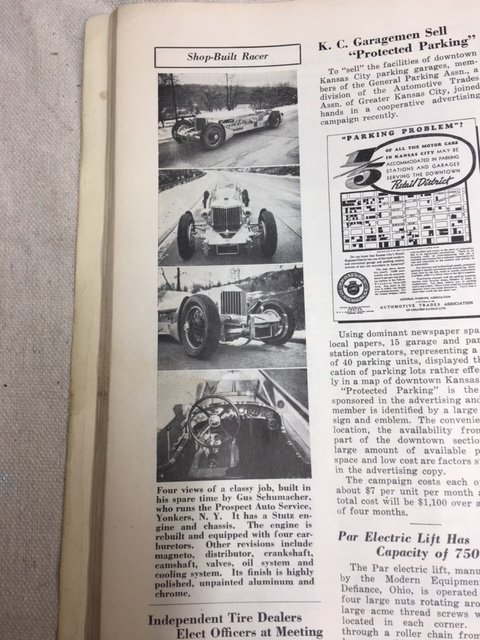 Shop-Built Racer
Four views of a classy job, built in
his spare time by Gus Schumacher,
who runs the Prospect Auto Service,
Yonkers, N. Y. It has a Stutz en-
gine and chassis. The engine is
rebuilt and equipped with four car-
buretors. Other revisions include
magneto, distributor, crankshaft,
camshaft, valves, oil system and
cooling system. Its finish is highly
polished, unpainted aluminum and
chrome.
Independent Tire Dealers
Elect Officers at Meeting
K. C. Garagemen Sell
"Protected Parking"
To "sell" the facilities of downtown
Kansas City parking garages, mem-
bers of the General Parking Assn., a
division of the Automotive Trades
Assn. of Greater Kansas City, joined
hands in a cooperative advertising
campaign recently.
"PARKING PROBLEM"?
OF ALL THE MOTOR CARS
IN KANSAS CITY MAY BE
ACCOMMODATED IN PARKING
STATIONS AND GARAGES
SERVING THE DOWNTOWN
Retail District
GENERAL PARKING ASSOCIATION
AUTOMOTIVE TRADES ASSOCIATION
OF GREATER KANSAS CITY
Using dominant newspaper spa
local papers, 15 garage and par
station operators, representing a
of 40 parking units, displayed th
cation of parking lots rather effe
ly in a map of downtown Kansas
"Protected Parking" is the
sponsored in the advertising and
member is identified by a large
sign and emblem. The convenie
location, the availability from
part of the downtown sectio
large amount of available p
space and low cost are factors s
in the advertising copy.
The campaign costs each o
about $7 per unit per month a
total cost will be $1,100 over a
of four months.
Par Electric Lift Has
Capacity of 750
The Par electric lift, manu
by the Modern Equipmen
Defiance, Ohio, is operated
four large nuts rotating aro
large acme thread screws w
located in each corner.
through a roller chain from